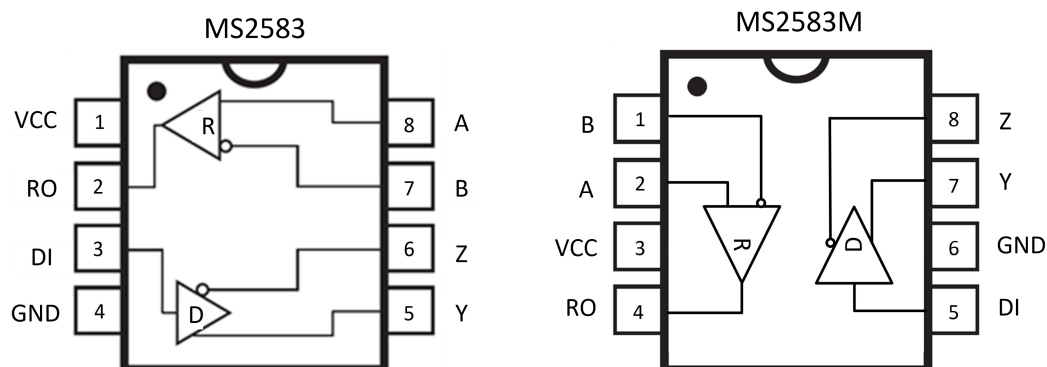 MS2583
VCC 1 8 A
R
RO 2 7 B
DI 3 6 Z
D
GND 4 5 Y
MS2583M
B 1 8 Z
A 2 7 Y
R D
VCC 3 6 GND
RO 4 5 DI